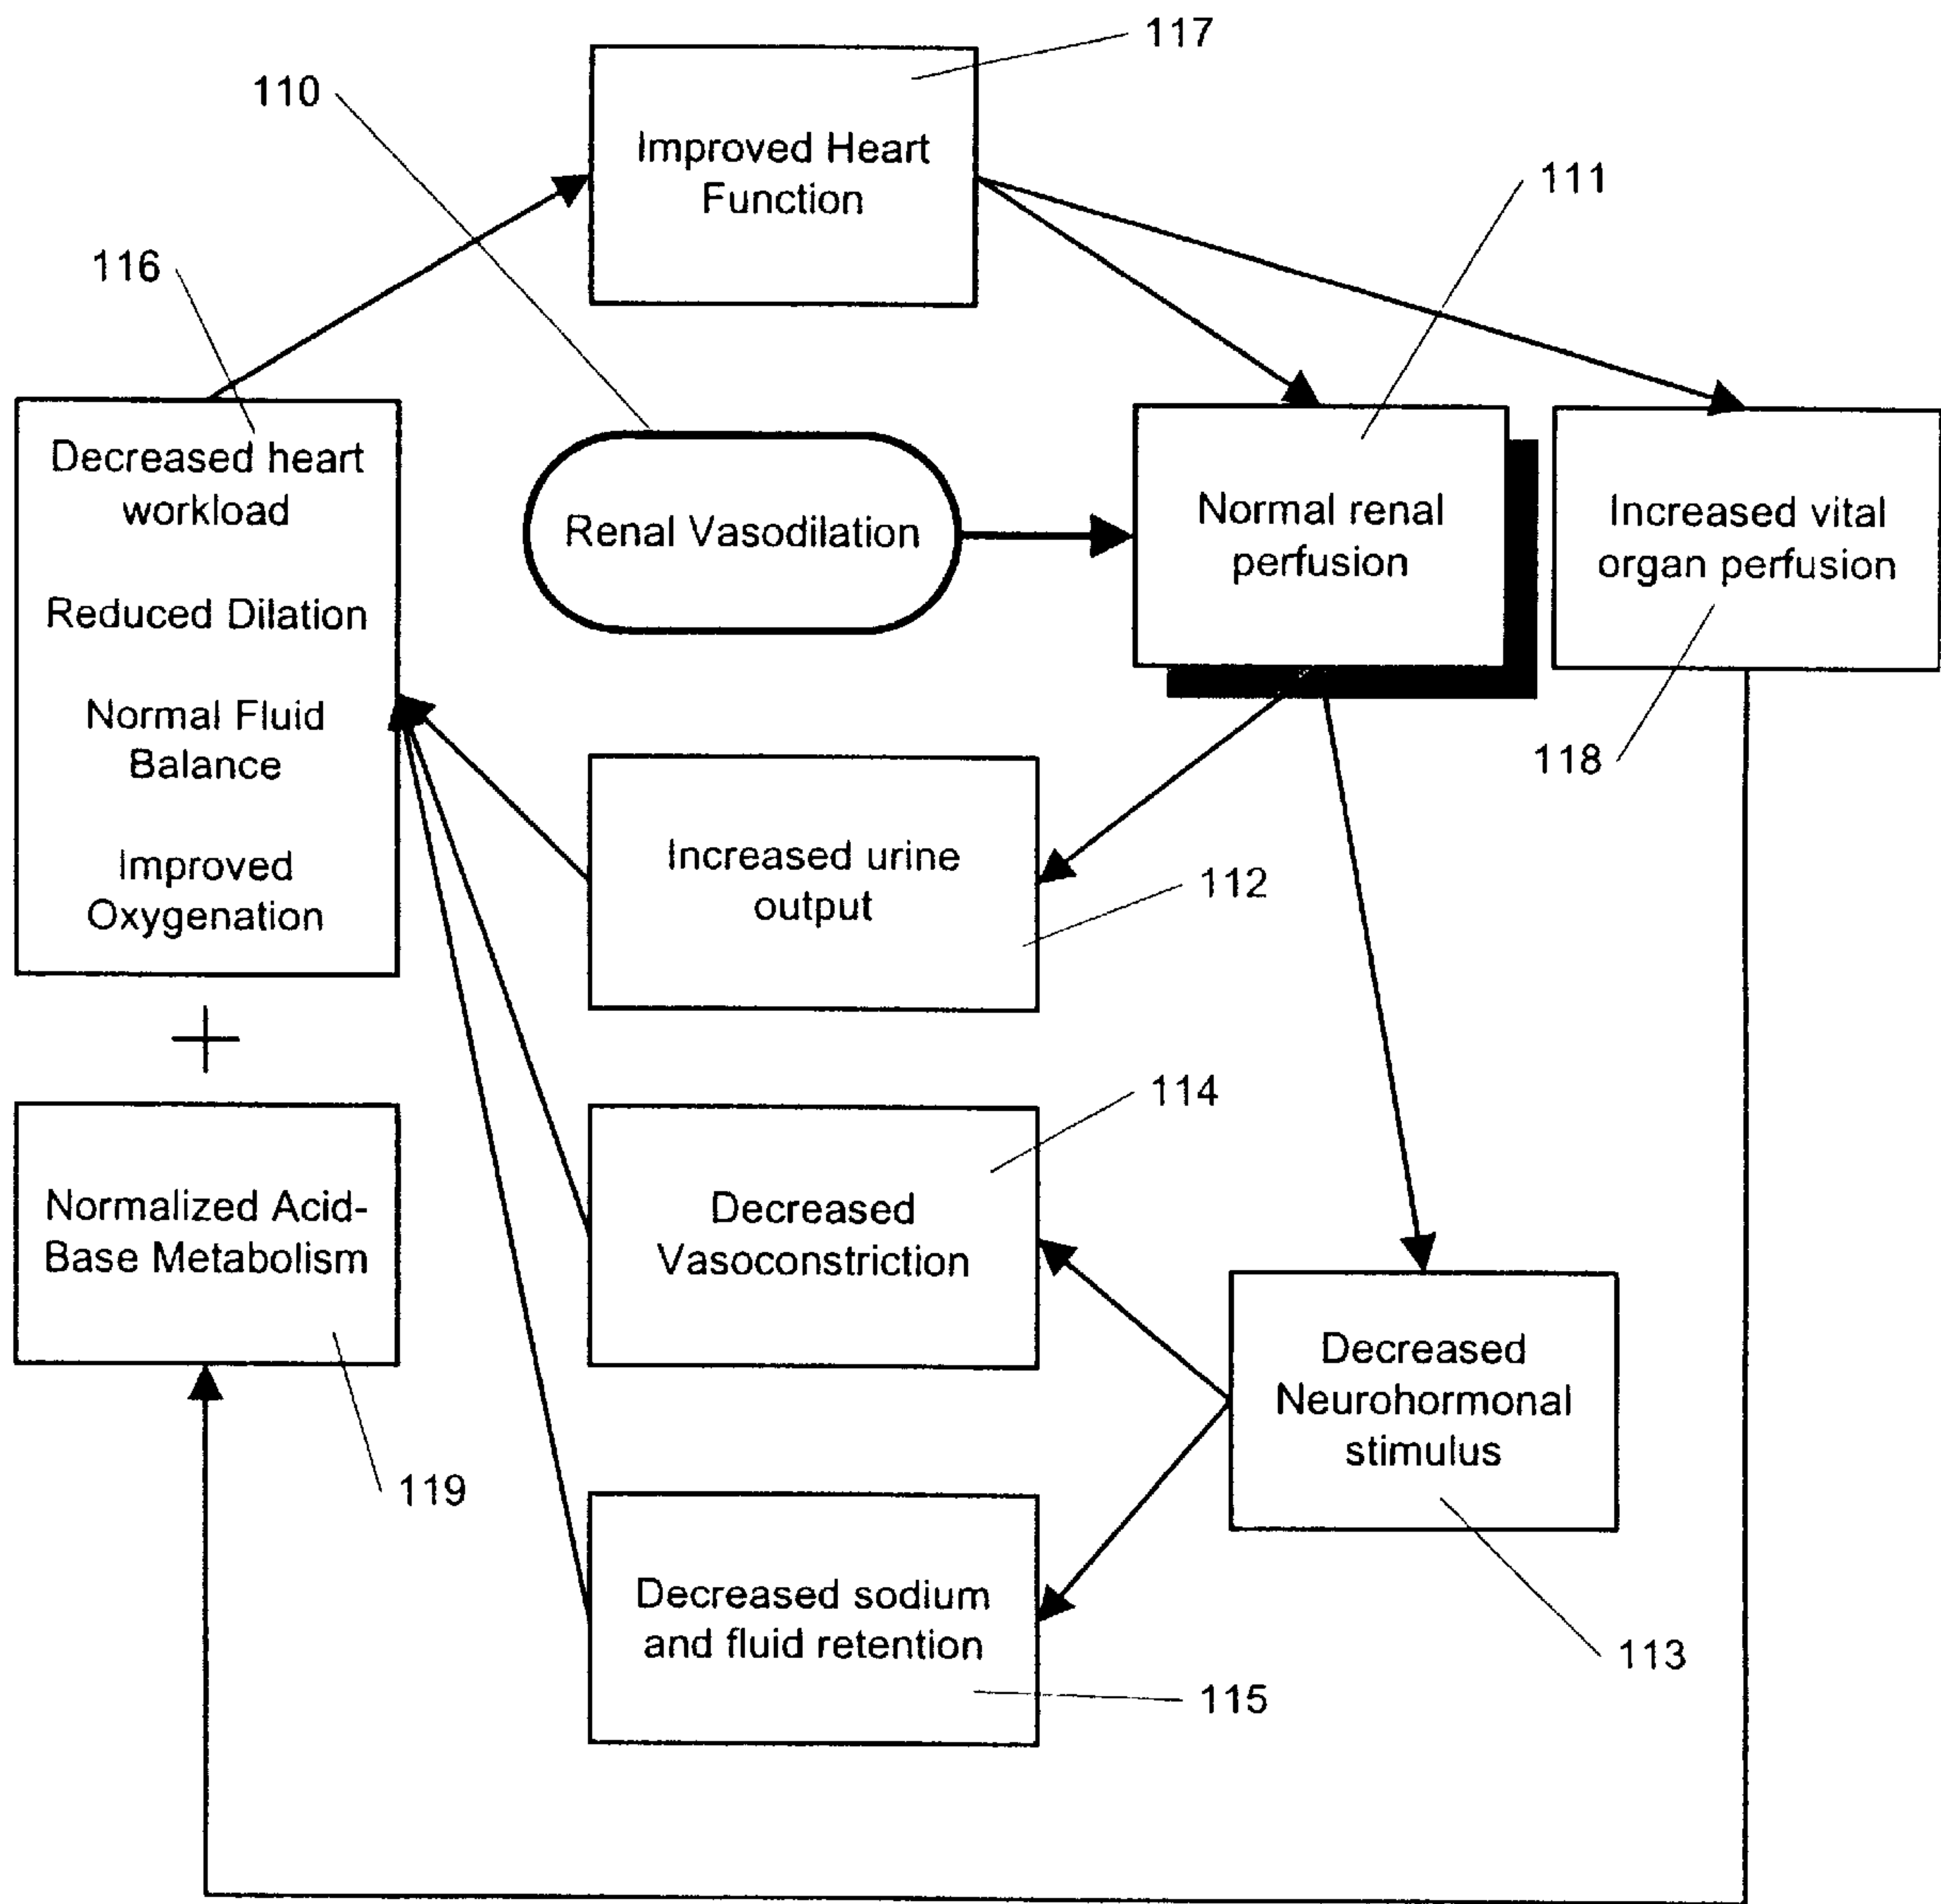 117
110
Improved Heart
Function
111
116
Decreased heart
workload
Reduced Dilation
Normal Fluid
Balance
Improved
Oxygenation
Renal Vasodilation
Normal renal
perfusion
Increased vital
organ perfusion
118
Increased urine
output
112
+
114
Normalized Acid-
Base Metabolism
119
Decreased
Vasoconstriction
Decreased
Neurohormonal
stimulus
113
Decreased sodium
and fluid retention
115